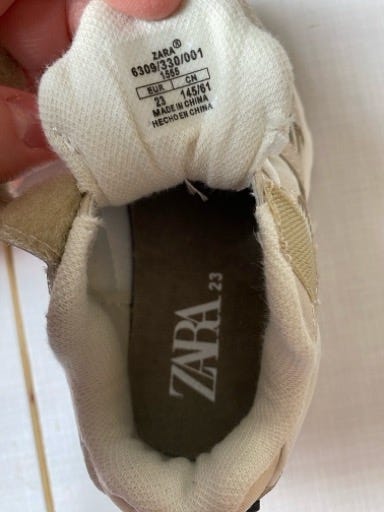 ZARA®
6309/330/001
1555
EUR CN
23 145/61
MADE IN CHINA
HECHO EN CHINA
ZARA 23